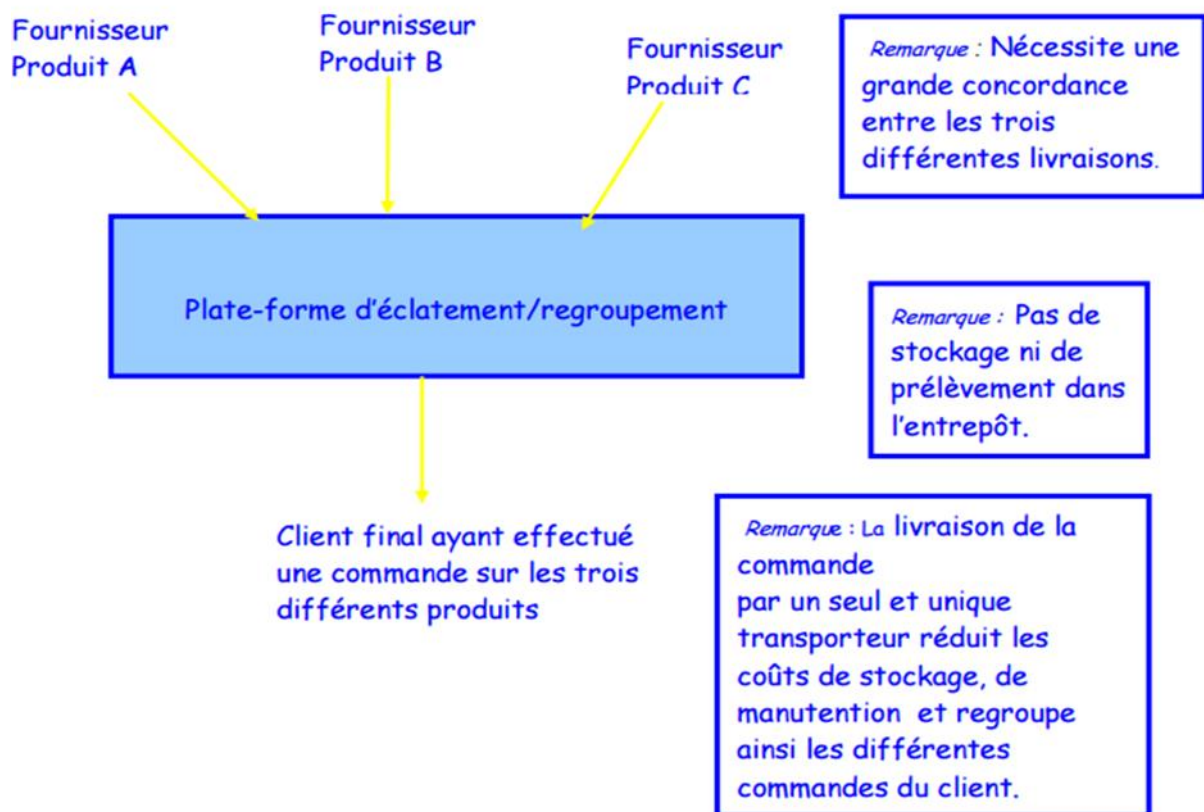 Fournisseur
Produit A
Fournisseur
Produit B
Fournisseur
Produit C
Remarque : Nécessite une
grande concordance
entre les trois
différentes livraisons.
Plate-forme d'éclatement/regroupement
Remarque : Pas de
stockage ni de
prélèvement dans
l'entrepôt.
Client final ayant effectué
une commande sur les trois
différents produits
Remarque : La livraison de la
commande
par un seul et unique
transporteur réduit les
coûts de stockage, de
manutention et regroupe
ainsi les différentes
commandes du client.